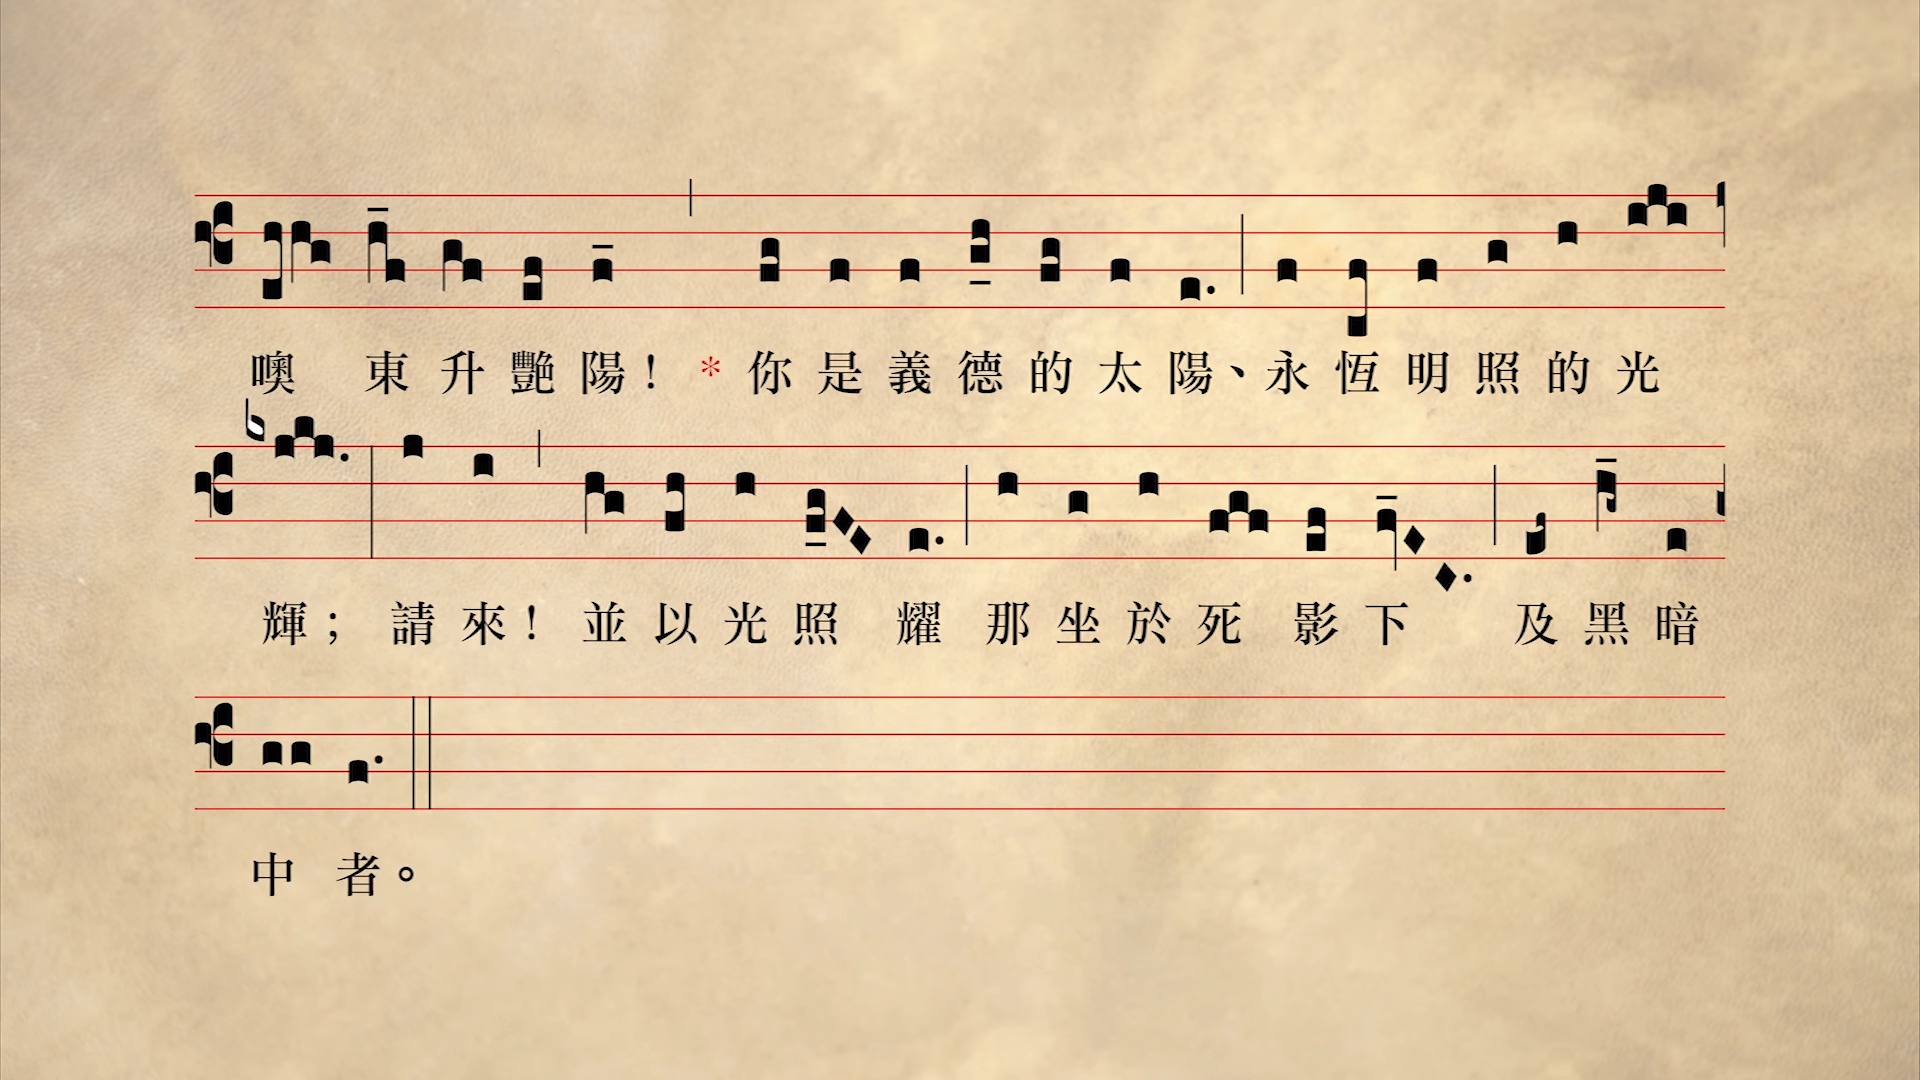 噢東升艷陽！*你是義德的太陽、永恆明照的光
輝；請來！並以光照耀那坐於死影下及黑暗
中者。